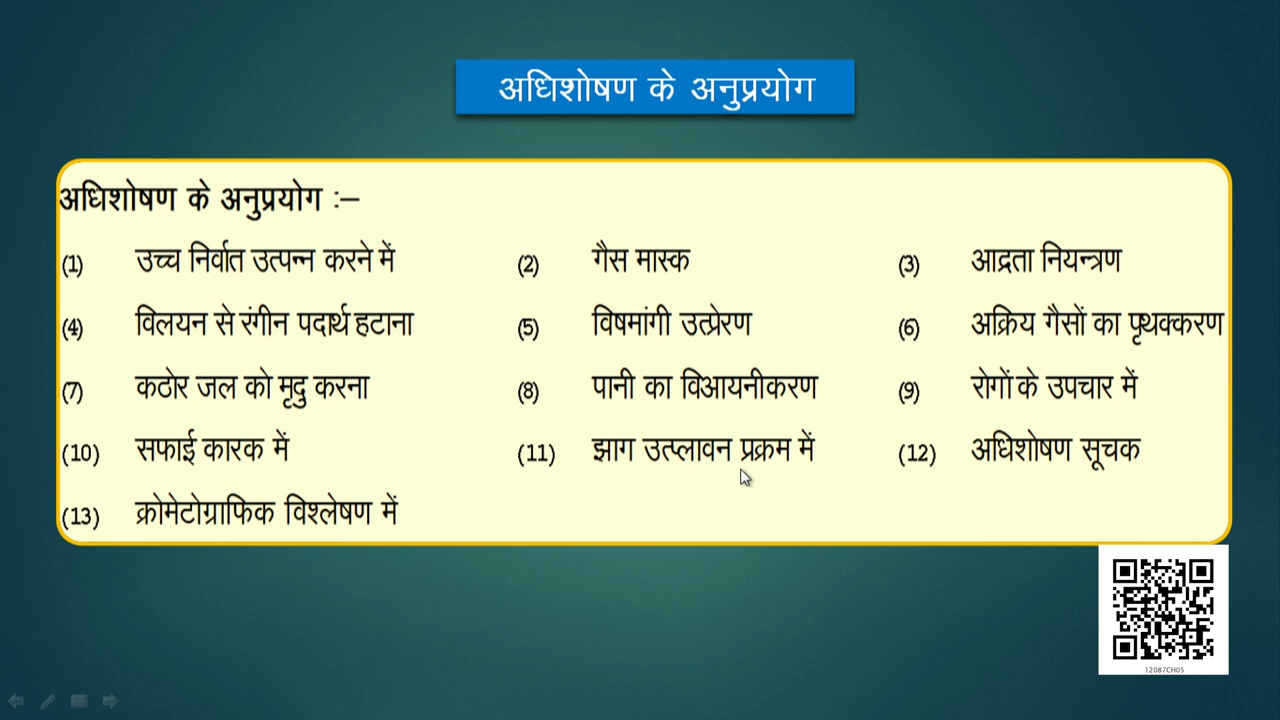 अधिशोषण के अनुप्रयोग
अधिशोषण के अनुप्रयोग :–
(1) उच्च निर्वात उत्पन्न करने में (2) गैस मास्क (3) आद्रता नियन्त्रण
(4) विलयन से रंगीन पदार्थ हटाना (5) विषमांगी उत्प्रेरण (6) अक्रिय गैसों का पृथक्करण
(7) कठोर जल को मृदु करना (8) पानी का विआयनीकरण (9) रोगों के उपचार में
(10) सफाई कारक में (11) झाग उत्प्लावन प्रक्रम में (12) अधिशोषण सूचक
(13) क्रोमेटोग्राफिक विश्लेषण में
12087CH05